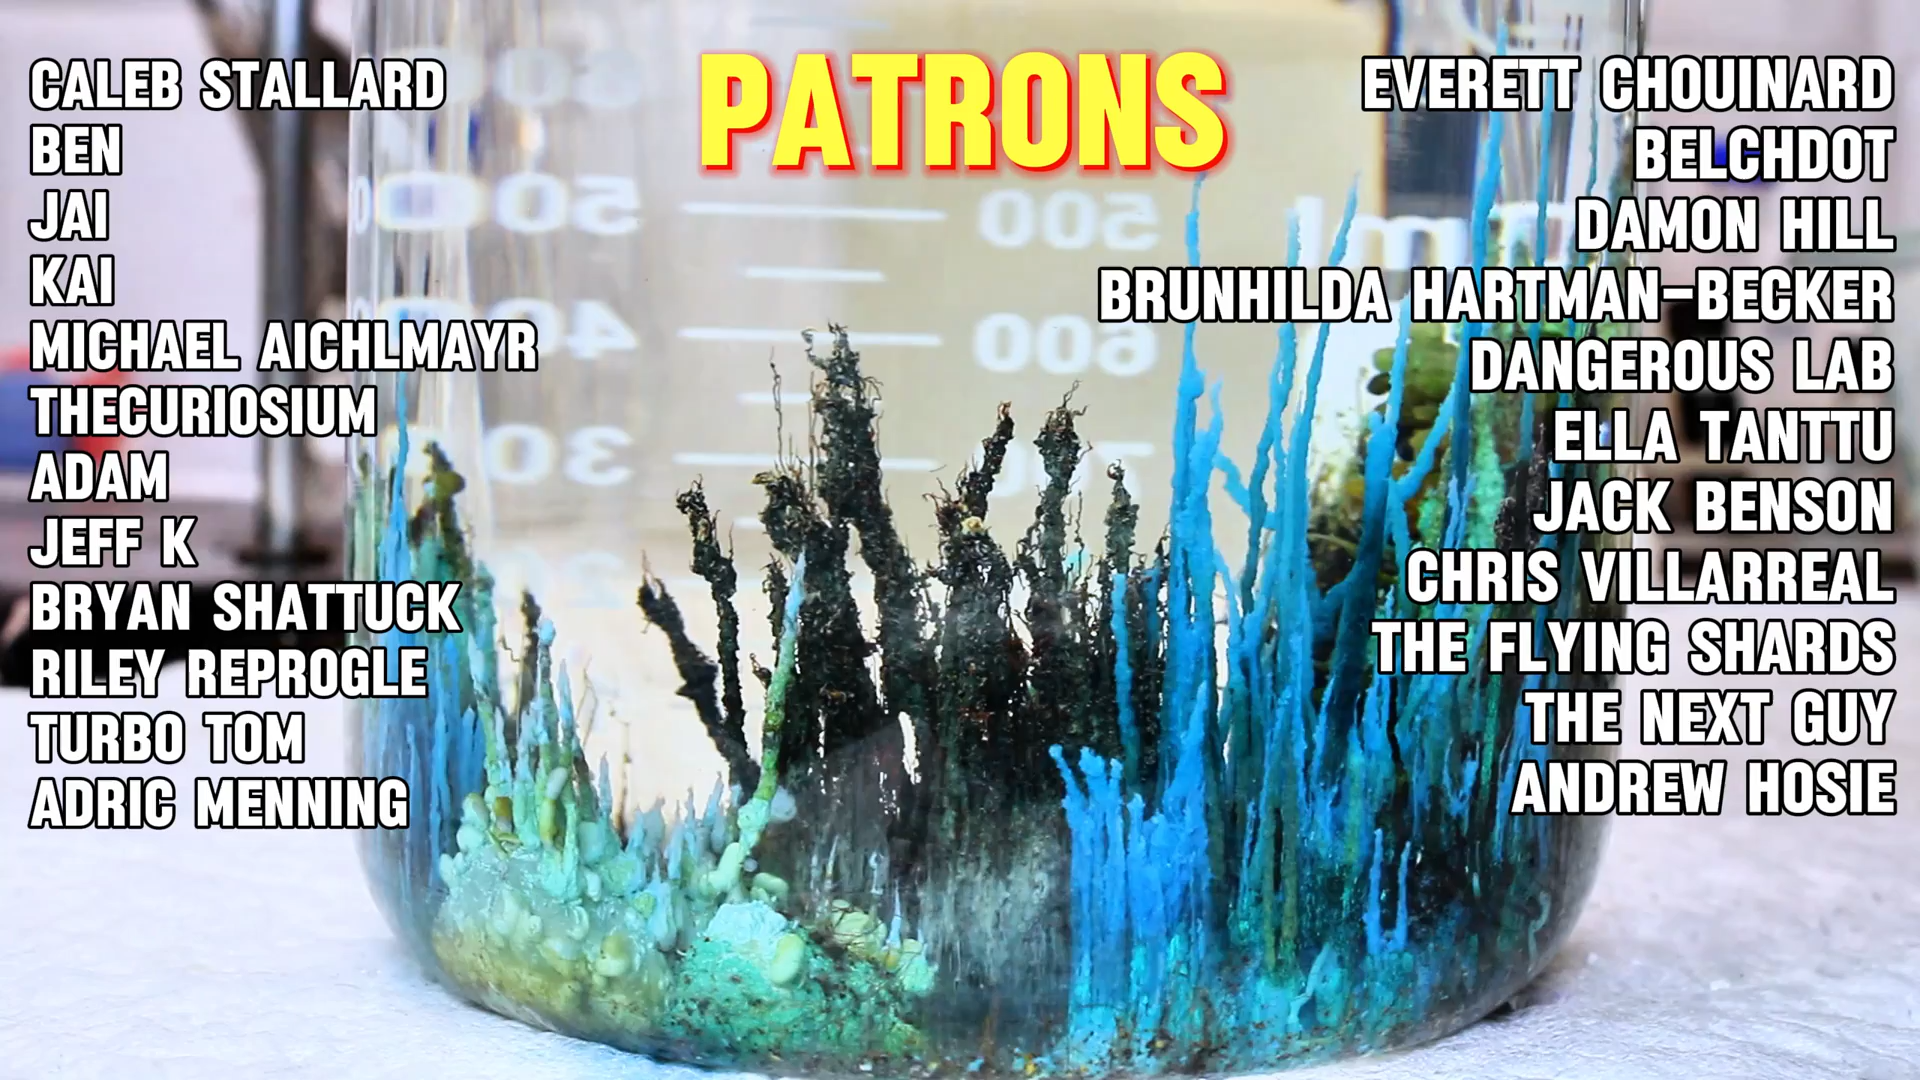 PATRONS
CALEB STALLARD
BEN
JAI
KAI
MICHAEL AICHLMAYR
THECURIOSIUM
ADAM
JEFF K
BRYAN SHATTUCK
RILEY REPROGLE
TURBO TOM
ADRIC MENNING
EVERETT CHOUINARD
BELCHDOT
DAMON HILL
BRUNHILDA HARTMAN-BECKER
DANGEROUS LAB
ELLA TANTTU
JACK BENSON
CHRIS VILLARREAL
THE FLYING SHARDS
THE NEXT GUY
ANDREW HOSIE
500
600